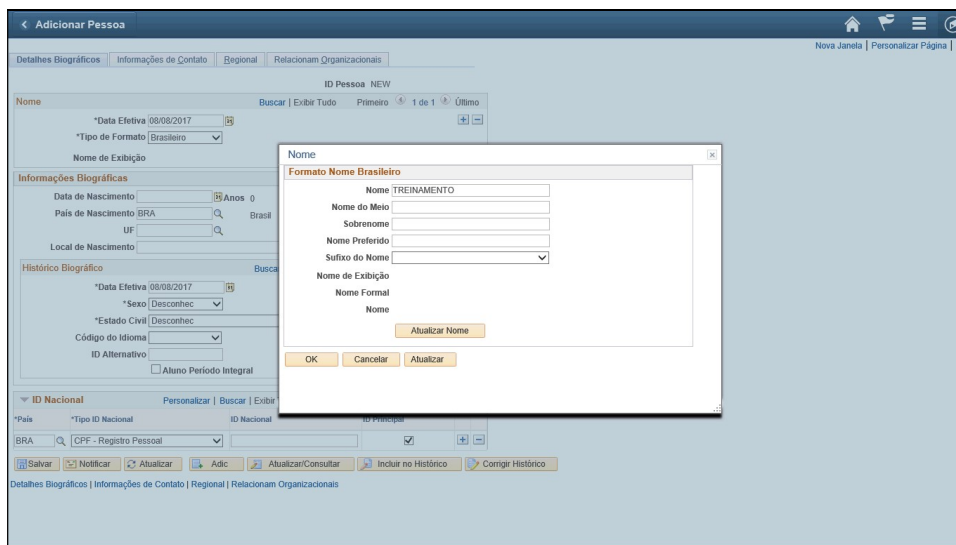 Adicionar Pessoa
Nova Janela | Personalizar Página |
Detalhes Biográficos Informações de Contato Regional Relacionam Organizacionais
ID Pessoa NEW
Nome Buscar | Exibir Tudo Primeiro 1 de 1 Último
*Data Efetiva 08/08/2017
*Tipo de Formato Brasileiro
Nome de Exibição
Informações Biográficas
Data de Nascimento Anos 0
País de Nascimento BRA Brasil
UF
Local de Nascimento
Histórico Biográfico Busca
*Data Efetiva 08/08/2017
*Sexo Desconhec
*Estado Civil Desconhec
Código do Idioma
ID Alternativo
Aluno Período Integral
Nome
Formato Nome Brasileiro
Nome TREINAMENTO
Nome do Meio
Sobrenome
Nome Preferido
Sufixo do Nome
Nome de Exibição
Nome Formal
Nome
Atualizar Nome
OK Cancelar Atualizar
ID Nacional Personalizar | Buscar | Exibir
*País *Tipo ID Nacional ID Nacional ID Principal
BRA CPF - Registro Pessoal
Salvar Notificar Atualizar Adic Atualizar/Consultar Incluir no Histórico Corrigir Histórico
Detalhes Biográficos | Informações de Contato | Regional | Relacionam Organizacionais